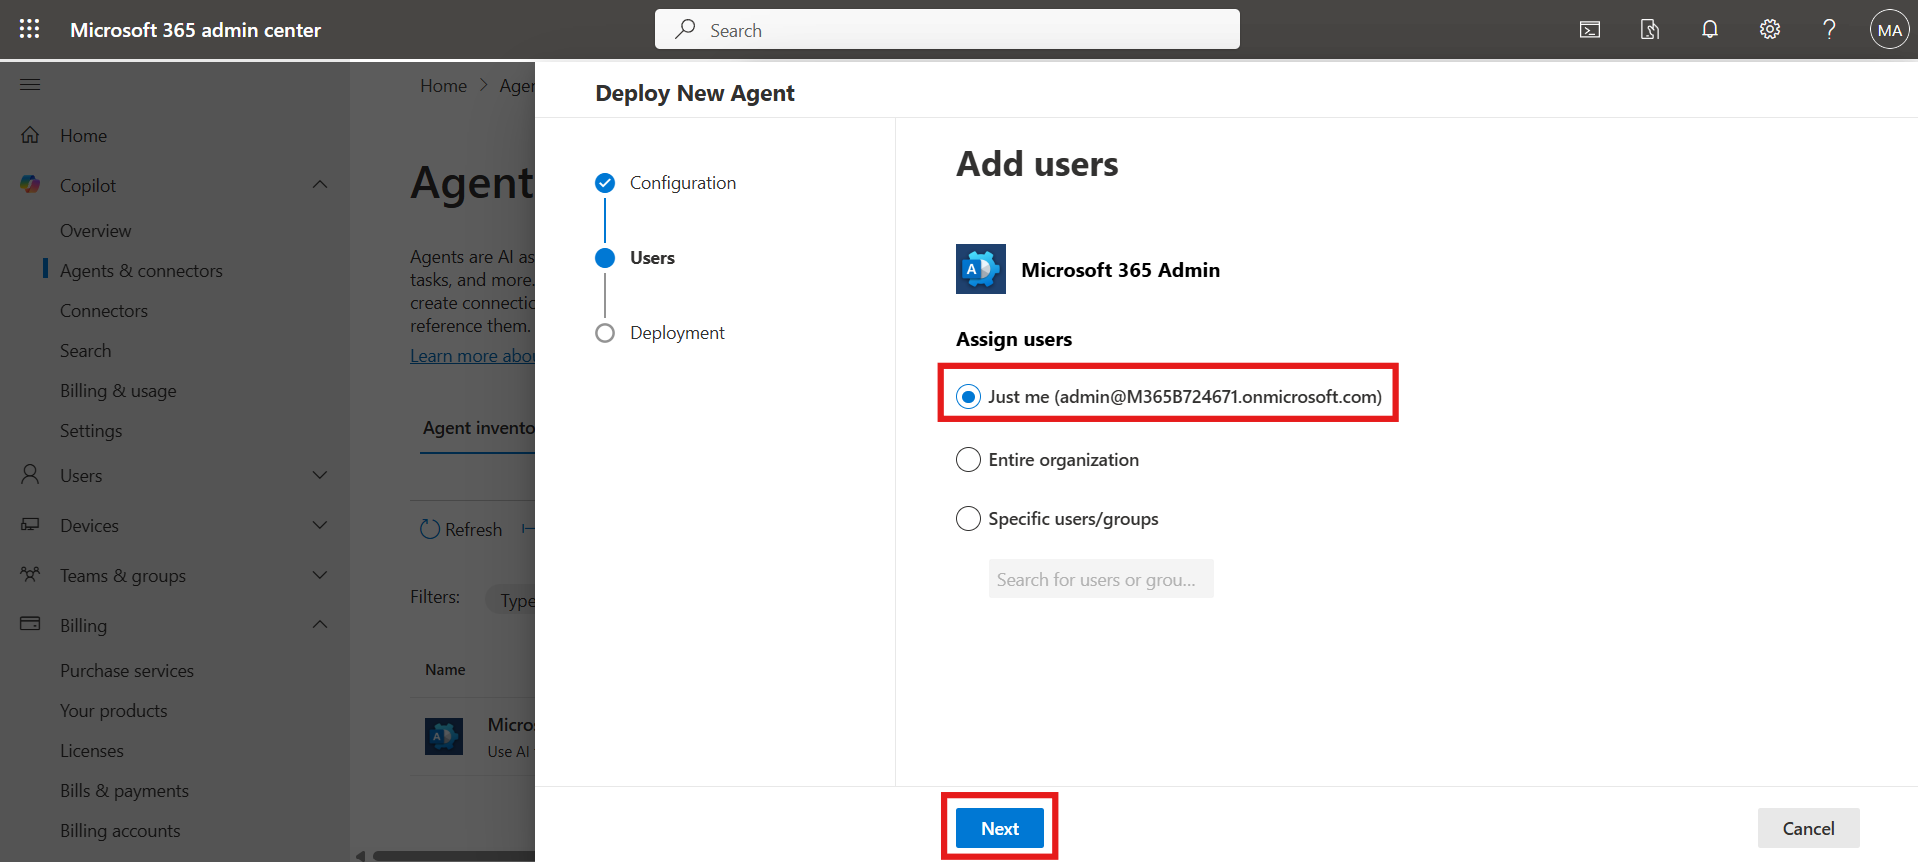 Microsoft 365 admin center
Search
MA
Home
Copilot
Overview
Agents & connectors
Connectors
Search
Billing & usage
Settings
Users
Devices
Teams & groups
Billing
Purchase services
Your products
Licenses
Bills & payments
Billing accounts
Home > Agen
Agent
Agents are AI as
tasks, and more.
create connectio
reference them.
Learn more abou
Agent invento
Refresh
Filters: Type
Name
Micros
Use AI
Deploy New Agent
Configuration
Users
Deployment
Add users
Microsoft 365 Admin
Assign users
Just me (admin@M365B724671.onmicrosoft.com)
Entire organization
Specific users/groups
Search for users or grou...
Next
Cancel